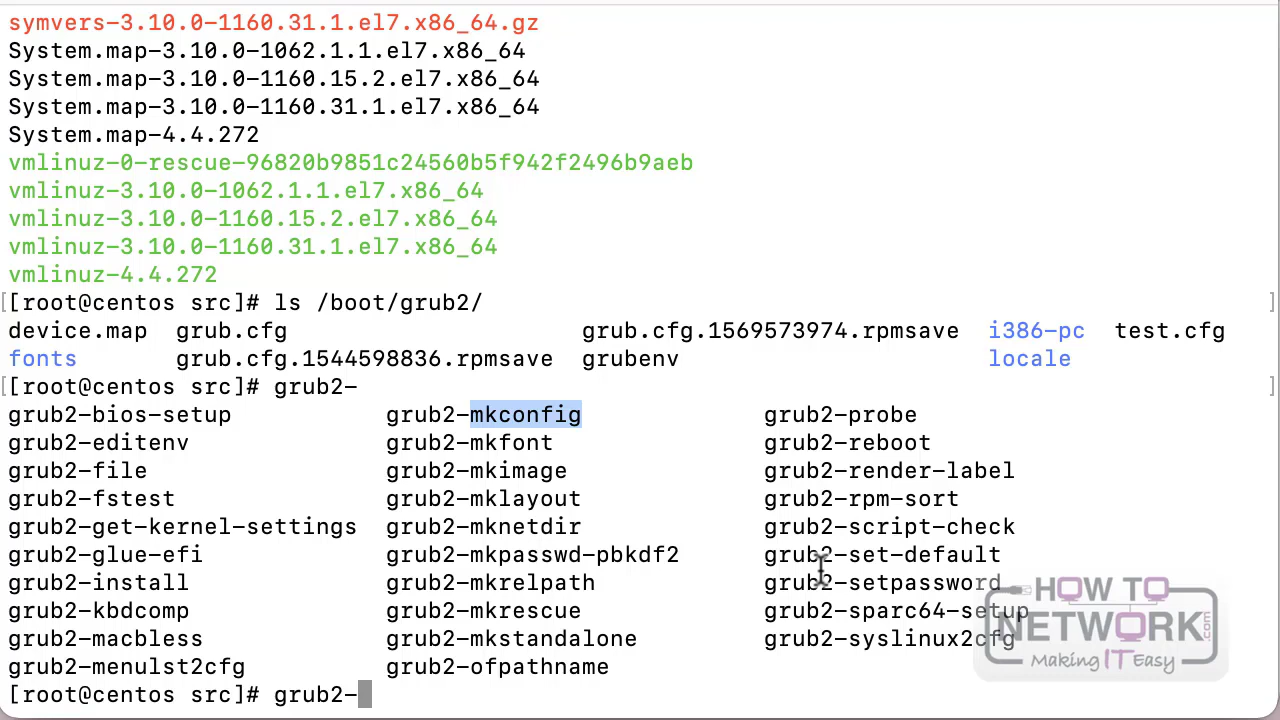 symvers-3.10.0-1160.31.1.el7.x86_64.gz
System.map-3.10.0-1062.1.1.el7.x86_64
System.map-3.10.0-1160.15.2.el7.x86_64
System.map-3.10.0-1160.31.1.el7.x86_64
System.map-4.4.272
vmlinuz-0-rescue-96820b9851c24560b5f942f2496b9aeb
vmlinuz-3.10.0-1062.1.1.el7.x86_64
vmlinuz-3.10.0-1160.15.2.el7.x86_64
vmlinuz-3.10.0-1160.31.1.el7.x86_64
vmlinuz-4.4.272
[[root@centos src]# ls /boot/grub2/ ]
device.map grub.cfg grub.cfg.1569573974.rpmsave i386-pc test.cfg
fonts grub.cfg.1544598836.rpmsave grubenv locale
[[root@centos src]# grub2- ]
grub2-bios-setup grub2-mkconfig grub2-probe
grub2-editenv grub2-mkfont grub2-reboot
grub2-file grub2-mkimage grub2-render-label
grub2-fstest grub2-mklayout grub2-rpm-sort
grub2-get-kernel-settings grub2-mknetdir grub2-script-check
grub2-glue-efi grub2-mkpasswd-pbkdf2 grub2-set-default
grub2-install grub2-mkrelpath grub2-setpassword
grub2-kbdcomp grub2-mkrescue grub2-sparc64-setup
grub2-macbless grub2-mkstandalone grub2-syslinux2cfg
grub2-menulst2cfg grub2-ofpathname
[root@centos src]# grub2-
HOW TO
NETWORK.com
Making IT Easy